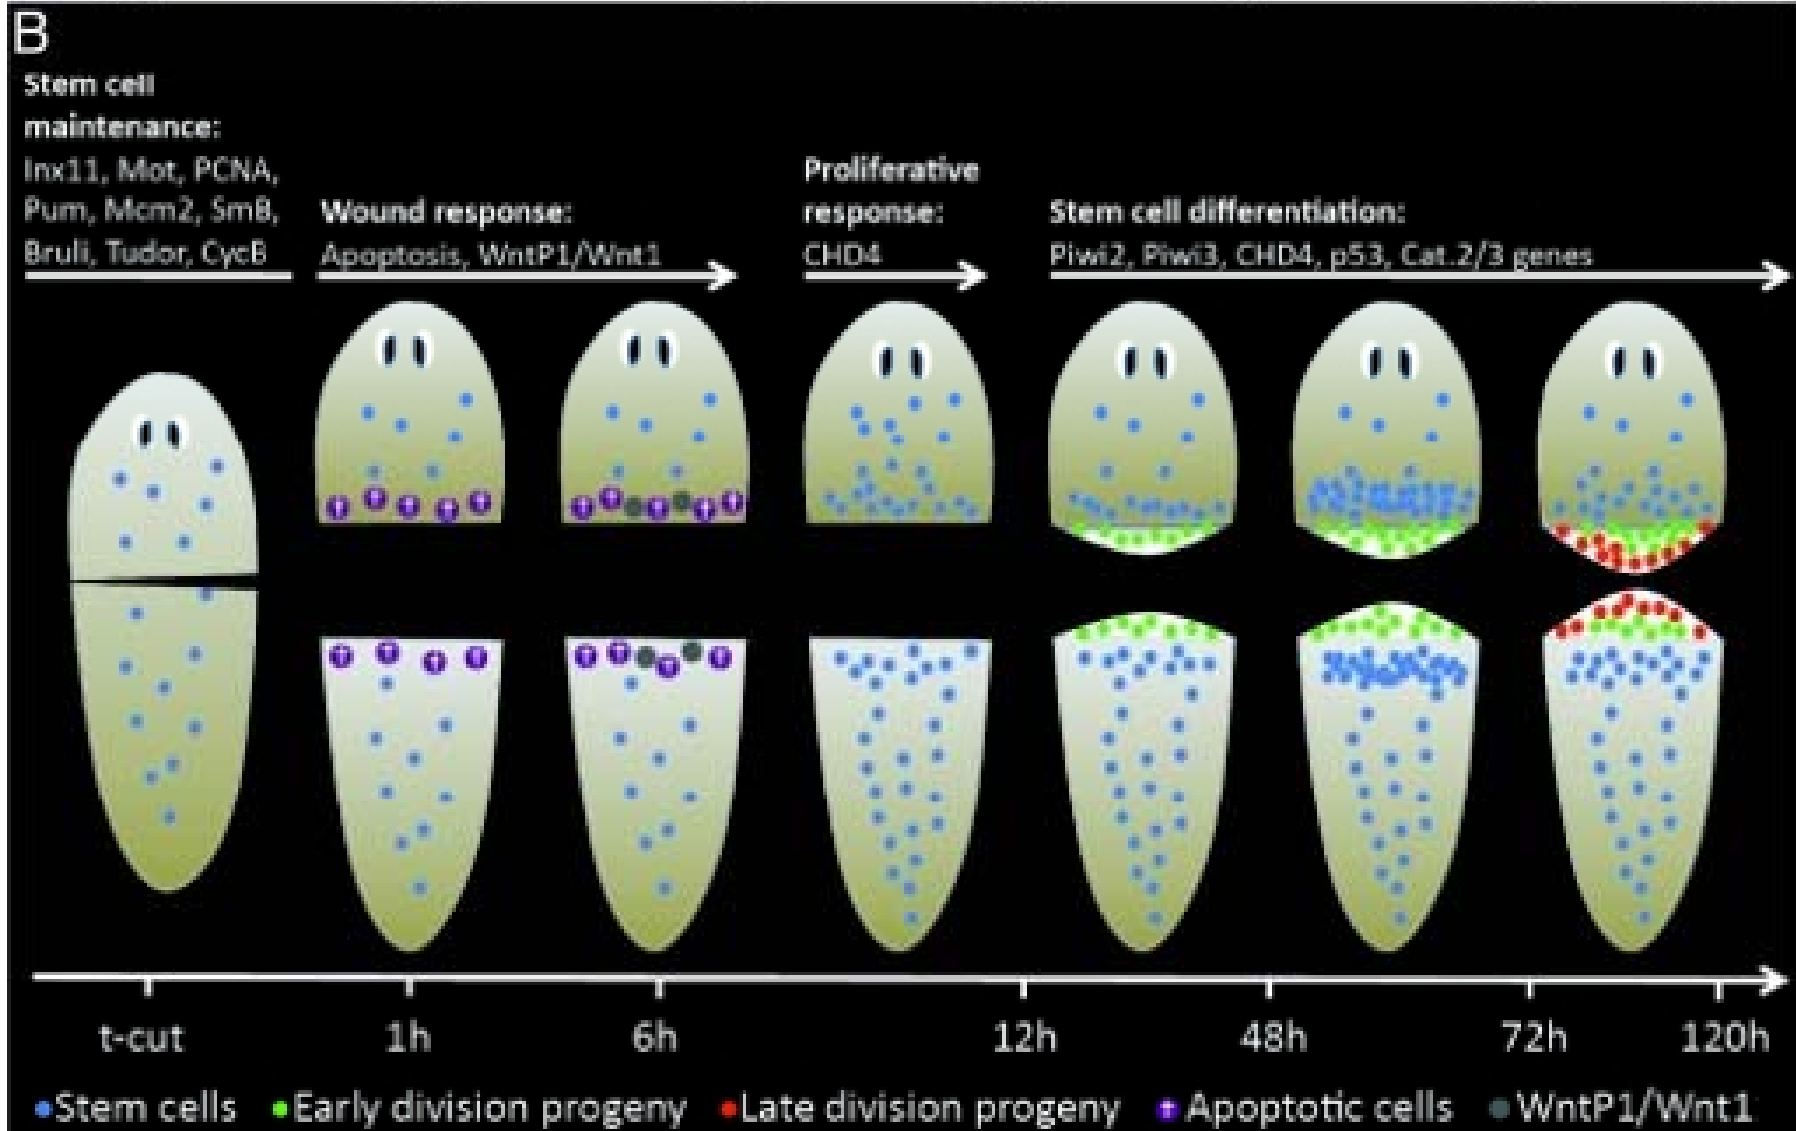 B
Stem cell
maintenance:
Inx11, Mot, PCNA,
Pum, Mcm2, SmB,
Bruli, Tudor, CycB
Wound response:
Apoptosis, WntP1/Wnt1
Proliferative
response:
CHD4
Stem cell differentiation:
Piwi2, Piwi3, CHD4, p53, Cat.2/3 genes
t-cut 1h 6h 12h 48h 72h 120h
Stem cells Early division progeny Late division progeny Apoptotic cells WntP1/Wnt1